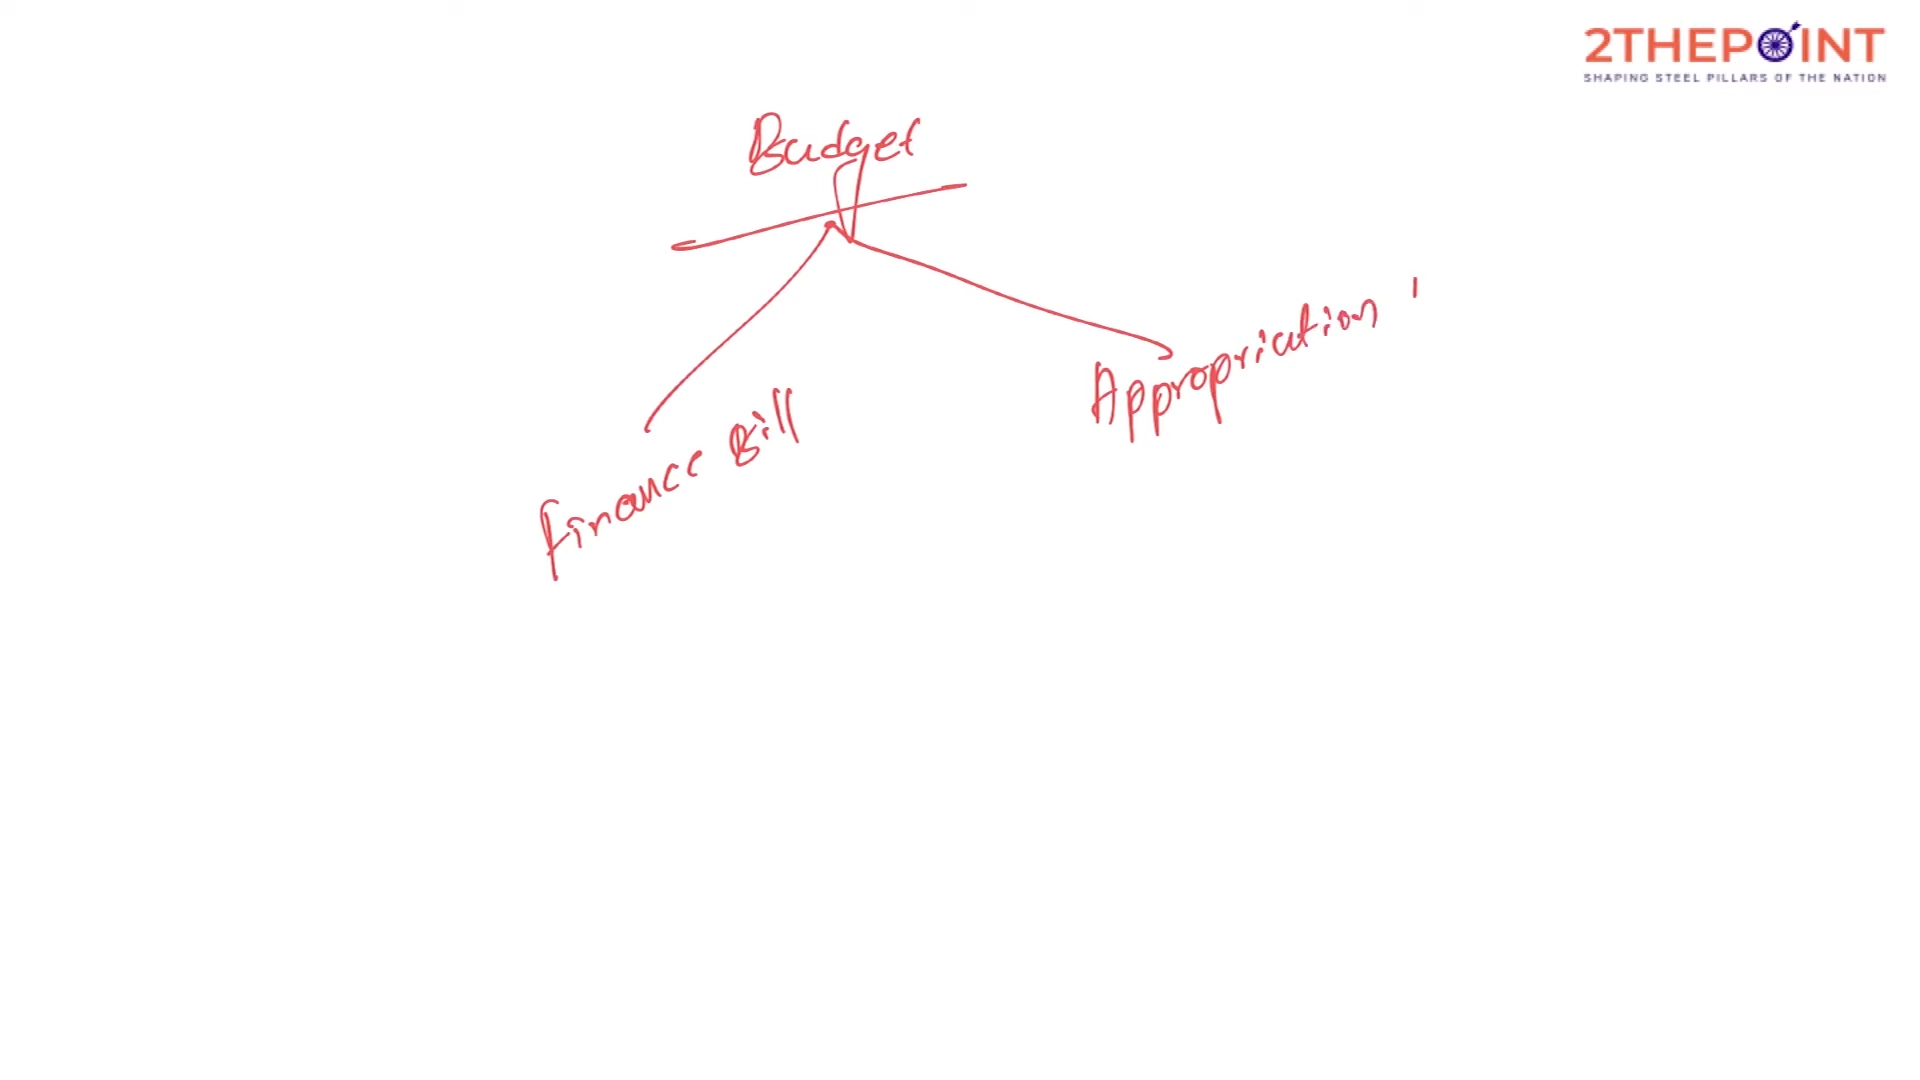 2THEPOINT
SHAPING STEEL PILLARS OF THE NATION
Budget
Finance Bill
Appropriation